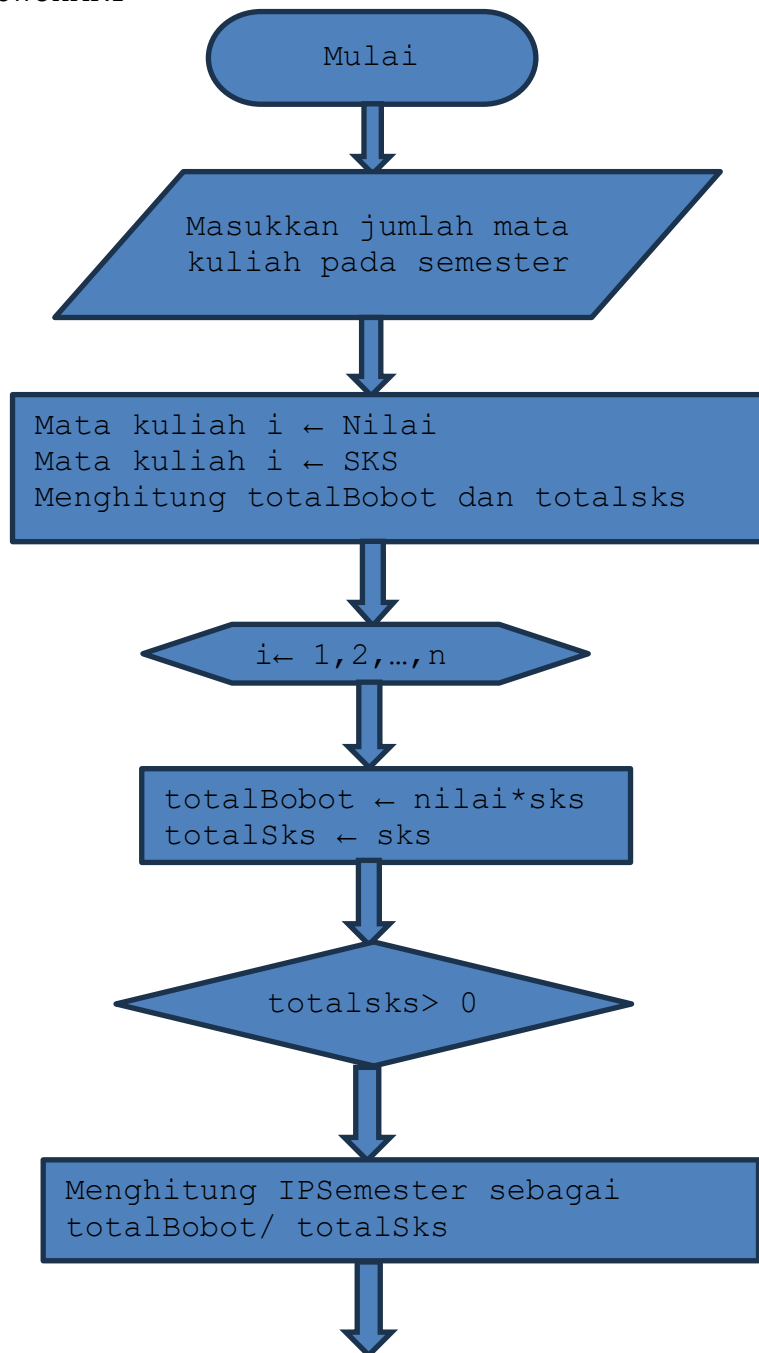 Mulai
Masukkan jumlah mata
kuliah pada semester
Mata kuliah i ← Nilai
Mata kuliah i ← SKS
Menghitung totalBobot dan totalsks
i← 1,2,…,n
totalBobot ← nilai*sks
totalSks ← sks
totalsks> 0
Menghitung IPSemester sebagai
totalBobot/ totalSks